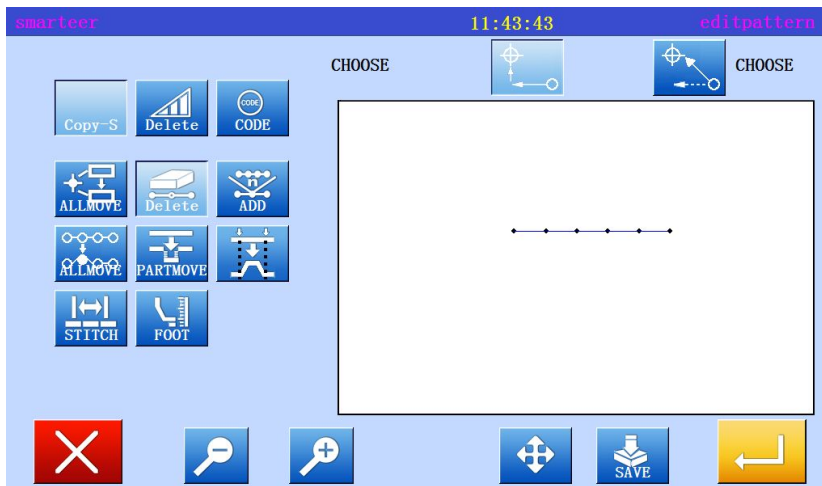 smarteer 11:43:43 editpattern
CHOOSE CHOOSE
Copy-S Delete CODE CODE
ALLMOVE Delete n ADD
ALLMOVE PARTMOVE
STITCH FOOT
SAVE